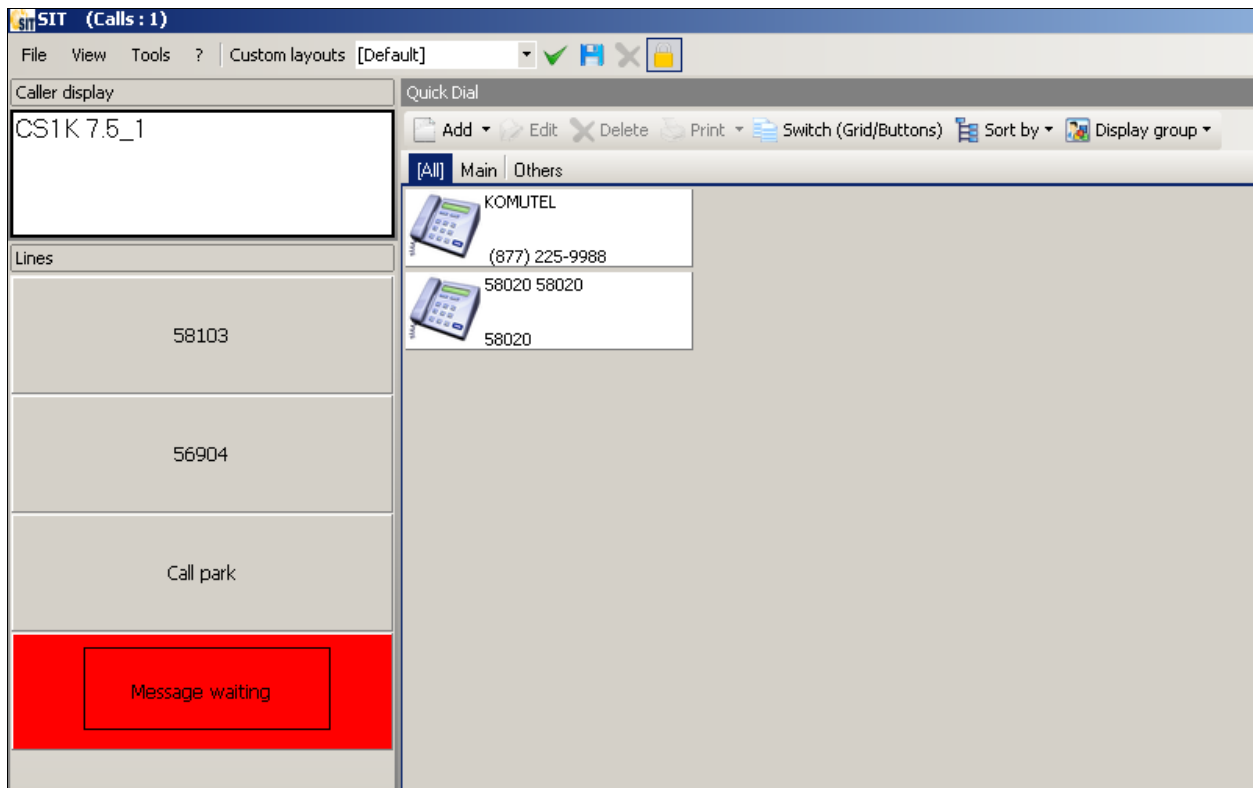 SIT SIT (Calls : 1)
File View Tools ? Custom layouts [Default]
Caller display
CS1K 7.5_1
Lines
58103
56904
Call park
Message waiting
Quick Dial
Add Edit Delete Print Switch (Grid/Buttons) Sort by Display group
[All] Main Others
KOMUTEL
(877) 225-9988
58020 58020
58020